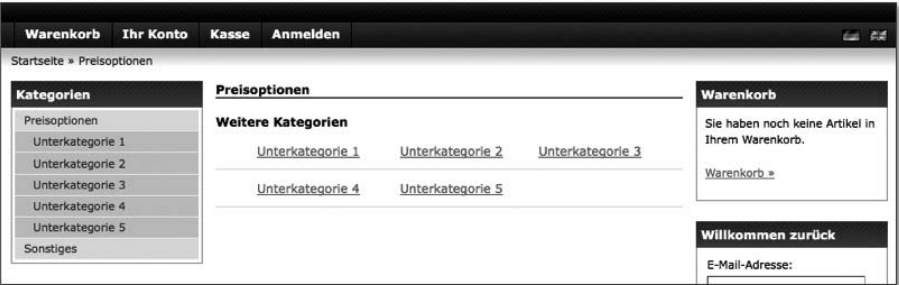 Warenkorb Ihr Konto Kasse Anmelden
Startseite » Preisoptionen
Kategorien
Preisoptionen
Unterkategorie 1
Unterkategorie 2
Unterkategorie 3
Unterkategorie 4
Unterkategorie 5
Sonstiges
Preisoptionen
Weitere Kategorien
Unterkategorie 1 Unterkategorie 2 Unterkategorie 3
Unterkategorie 4 Unterkategorie 5
Warenkorb
Sie haben noch keine Artikel in
Ihrem Warenkorb.
Warenkorb »
Willkommen zurück
E-Mail-Adresse: